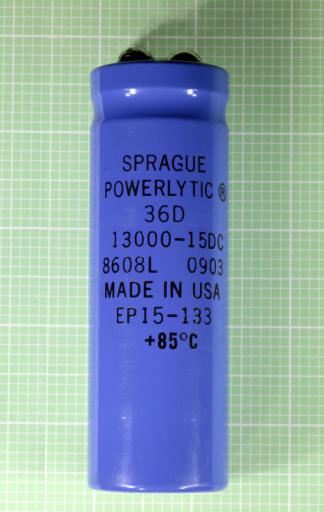 SPRAGUE
POWERLYTIC ®
36D
13000-15DC
8608L 0903
MADE IN USA
EP15-133
+85°C